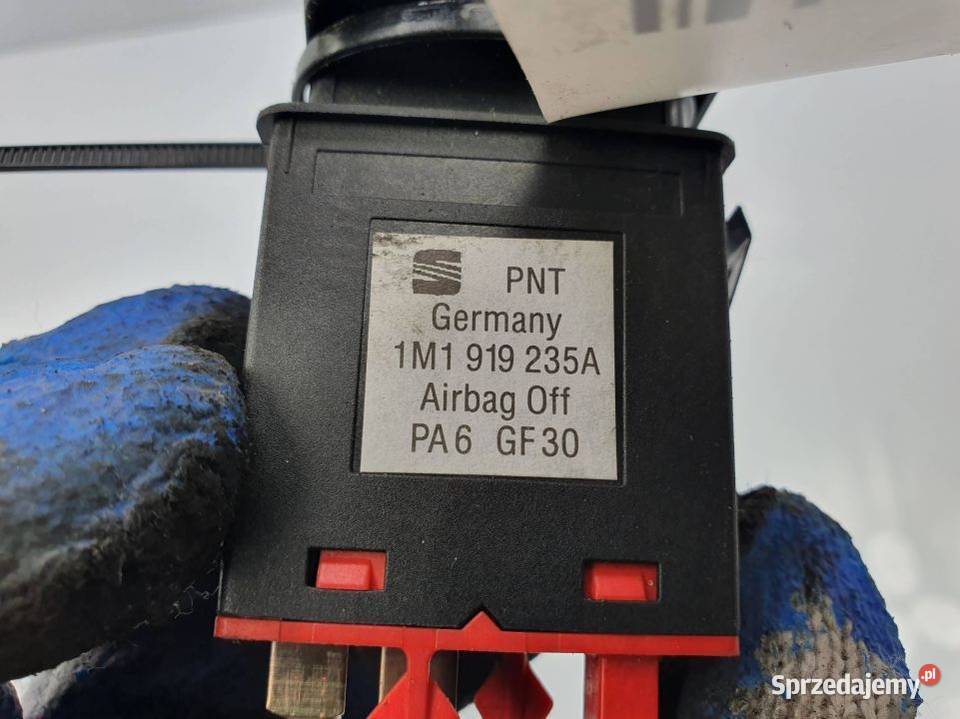 PNT
Germany
1M1 919 235A
Airbag Off
PA6 GF30
Sprzedajemy.pl